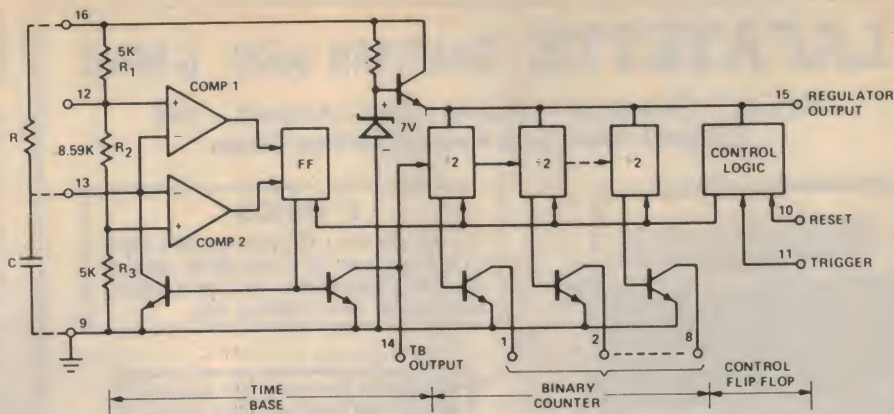 16
5K
R1
COMP 1
+
−
12
R
8.59K
R2
13
−
+
COMP 2
C
5K
R3
9
FF
+
7V
−
÷2
÷2
÷2
CONTROL
LOGIC
15
REGULATOR
OUTPUT
10
RESET
11
TRIGGER
14
TB
OUTPUT
1
2
8
TIME
BASE
BINARY
COUNTER
CONTROL
FLIP-FLOP